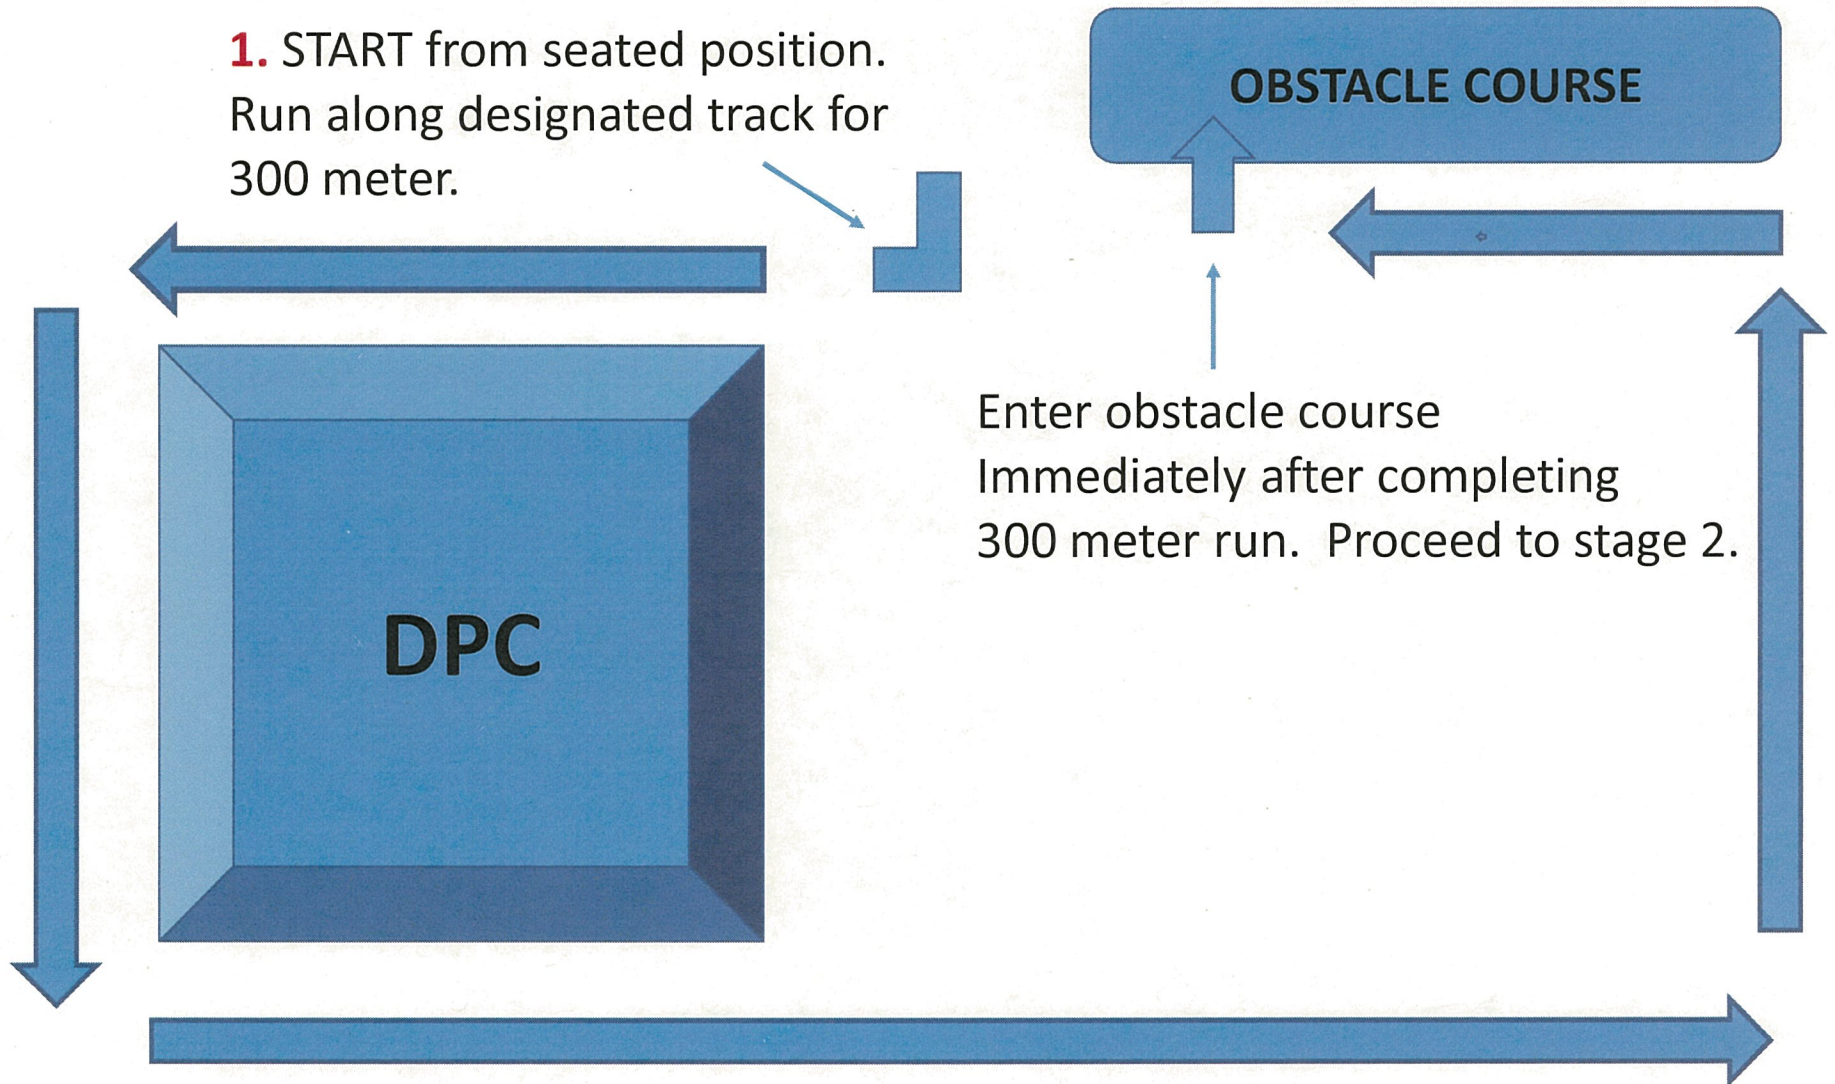 1. START from seated position.
Run along designated track for
300 meter.
OBSTACLE COURSE
Enter obstacle course
Immediately after completing
300 meter run.  Proceed to stage 2.
DPC